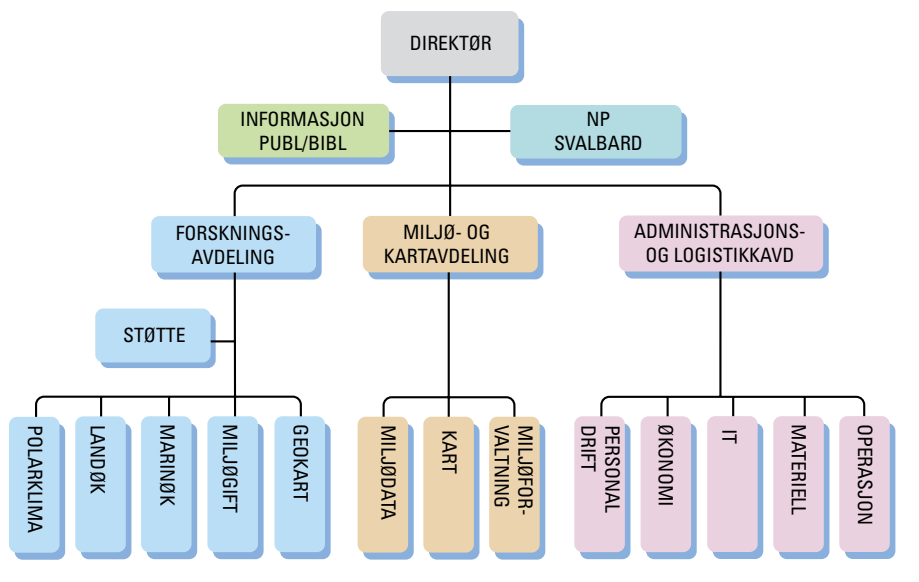 DIREKTØR
INFORMASJON
PUBL/BIBL
NP
SVALBARD
FORSKNINGS-
AVDELING
MILJØ- OG
KARTAVDELING
ADMINISTRASJONS-
OG LOGISTIKKAVD
STØTTE
POLARKLIMA
LANDØK
MARINØK
MILJØGIFT
GEOKART
MILJØDATA
KART
MILJØFOR-
VALTNING
PERSONAL
DRIFT
ØKONOMI
IT
MATERIELL
OPERASJON